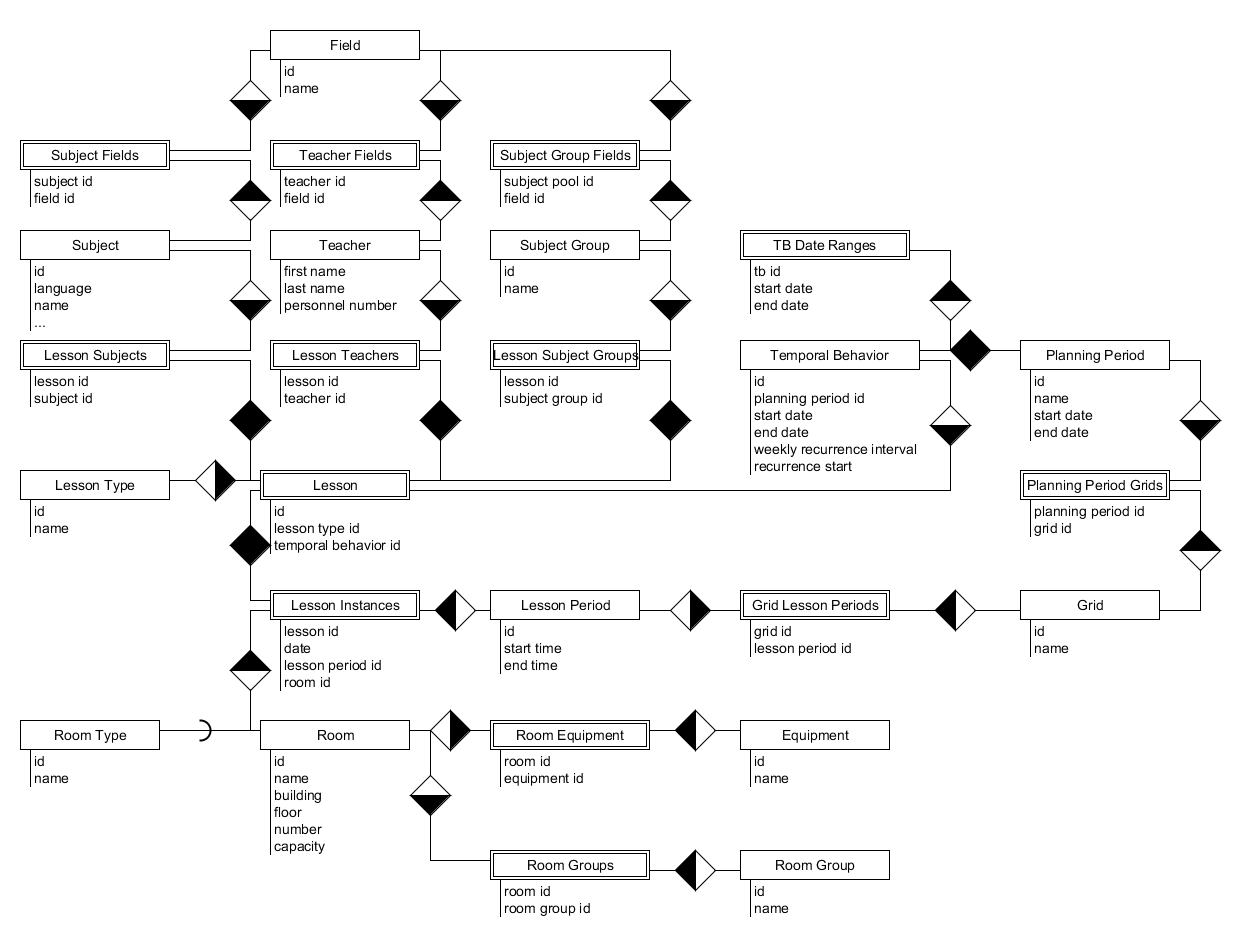 Field
id
name
Subject Fields
subject id
field id
Teacher Fields
teacher id
field id
Subject Group Fields
subject pool id
field id
Subject
id
language
name
...
Teacher
first name
last name
personnel number
Subject Group
id
name
TB Date Ranges
tb id
start date
end date
Lesson Subjects
lesson id
subject id
Lesson Teachers
lesson id
teacher id
Lesson Subject Groups
lesson id
subject group id
Temporal Behavior
id
planning period id
start date
end date
weekly recurrence interval
recurrence start
Planning Period
id
name
start date
end date
Lesson Type
id
name
Lesson
id
lesson type id
temporal behavior id
Planning Period Grids
planning period id
grid id
Lesson Instances
lesson id
date
lesson period id
room id
Lesson Period
id
start time
end time
Grid Lesson Periods
grid id
lesson period id
Grid
id
name
Room Type
id
name
Room
id
name
building
floor
number
capacity
Room Equipment
room id
equipment id
Equipment
id
name
Room Groups
room id
room group id
Room Group
id
name